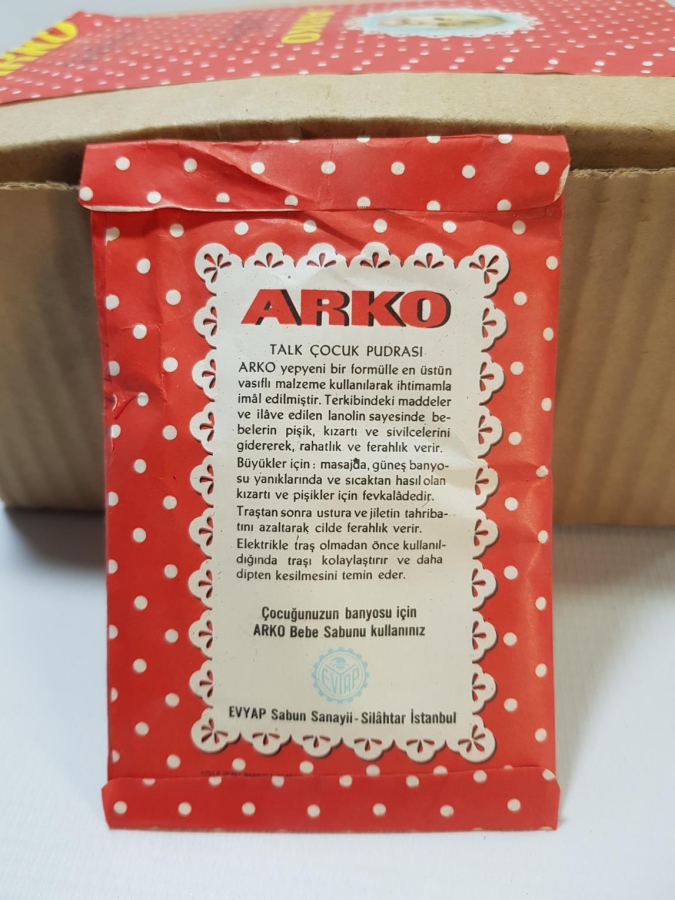 ARKO
ARKO
ARKO
TALK ÇOCUK PUDRASI
ARKO yepyeni bir formülle en üstün
vasıflı malzeme kullanılarak ihtimamla
imâl edilmiştir. Terkibindeki maddeler
ve ilâve edilen lanolin sayesinde be-
belerin pişik, kızartı ve sivilcelerini
gidererek, rahatlık ve ferahlık verir.
Büyükler için : masajda, güneş banyo-
su yanıklarında ve sıcaktan hasıl olan
kızartı ve pişikler için fevkalâdedir.
Traştan sonra ustura ve jiletin tahriba-
tını azaltarak cilde ferahlık verir.
Elektrikle traş olmadan önce kullanıl-
dığında traşı kolaylaştırır ve daha
dipten kesilmesini temin eder.
Çocuğunuzun banyosu için
ARKO Bebe Sabunu kullanınız
EVYAP
EVYAP Sabun Sanayii - Silâhtar İstanbul